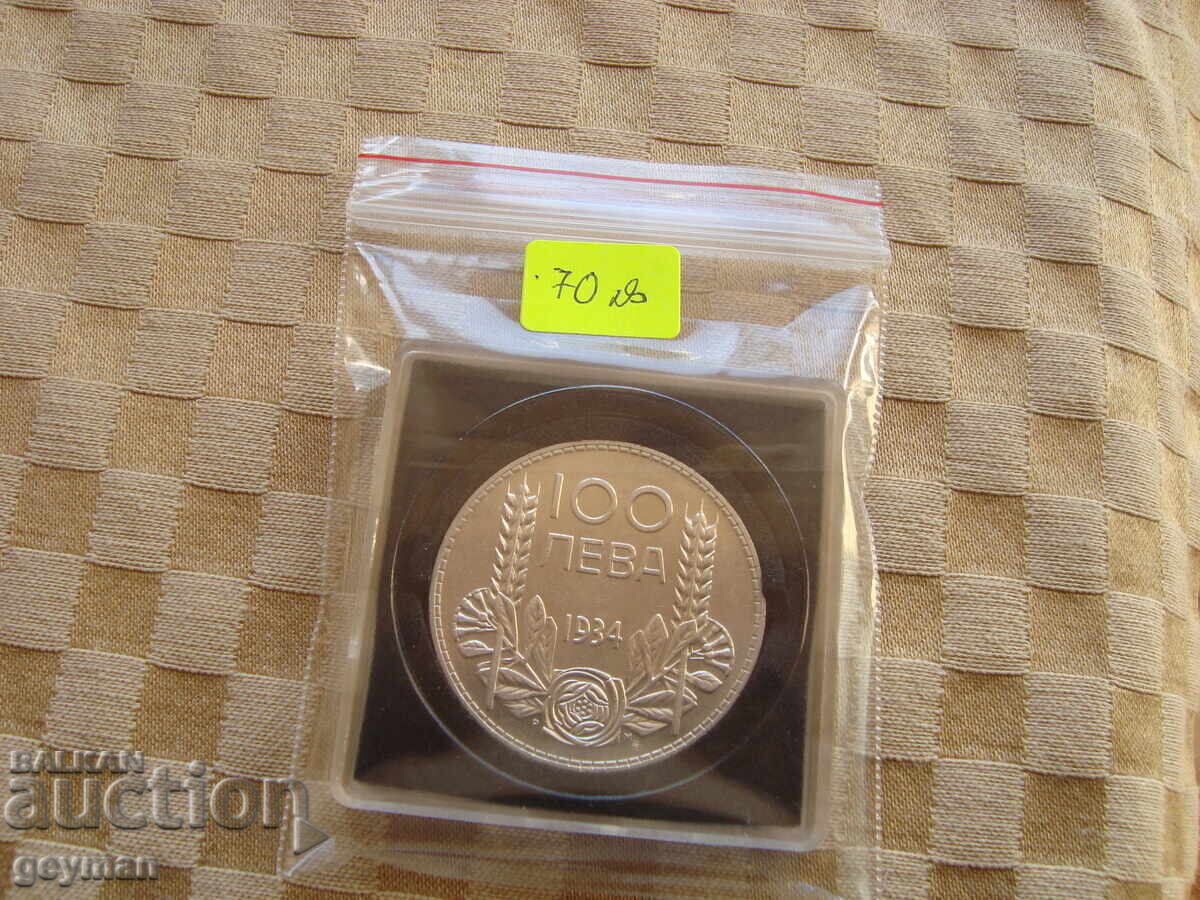 70 лв
100
ЛЕВА
1934
BALKAN
auction
geyman